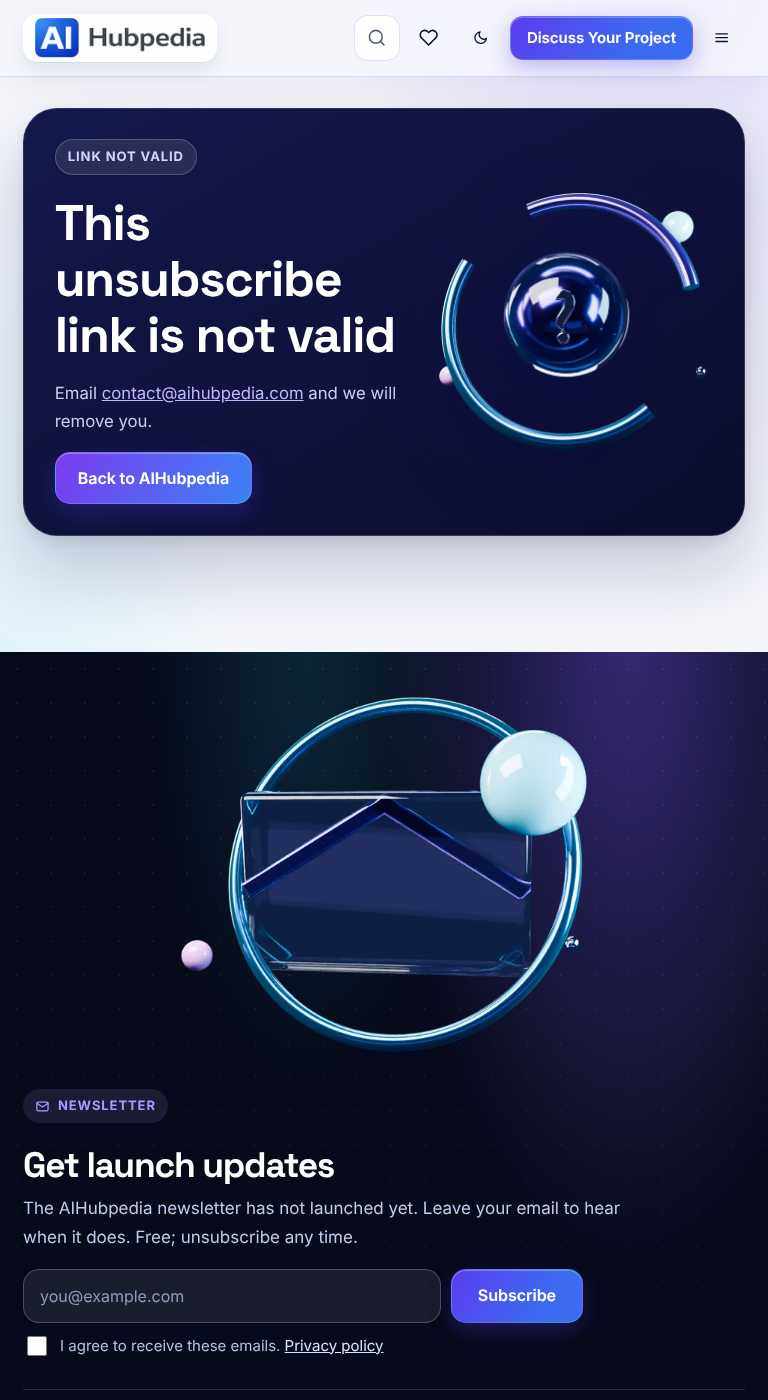 AI Hubpedia
Discuss Your Project
LINK NOT VALID
This
unsubscribe
link is not valid
Email contact@aihubpedia.com and we will
remove you.
Back to AIHubpedia
?
NEWSLETTER
Get launch updates
The AIHubpedia newsletter has not launched yet. Leave your email to hear
when it does. Free; unsubscribe any time.
you@example.com
Subscribe
I agree to receive these emails. Privacy policy